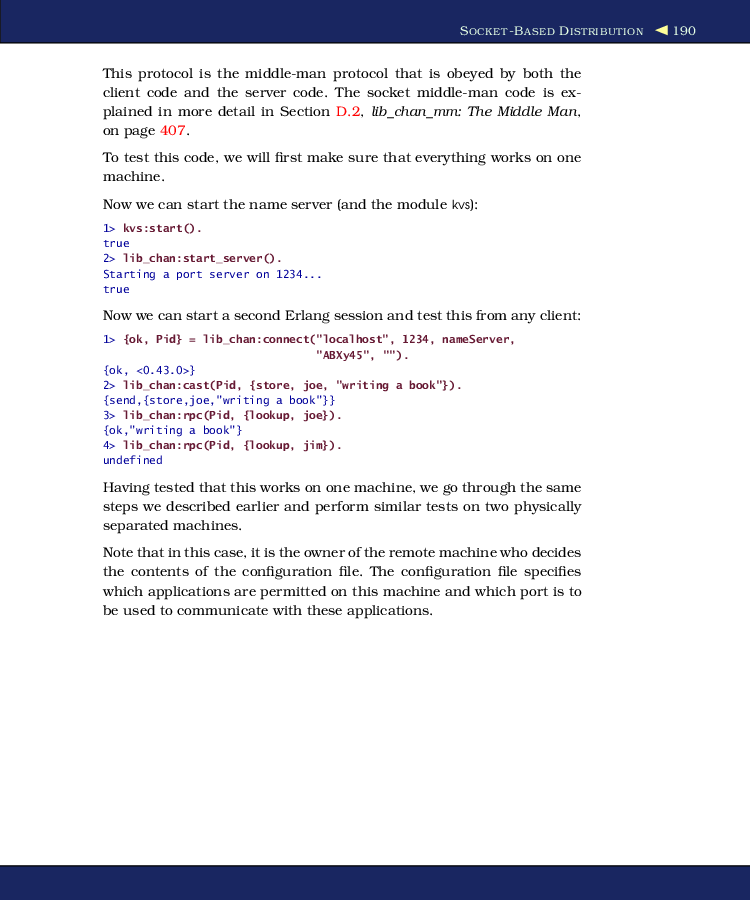 SOCKET-BASED DISTRIBUTION ◀ 190
This protocol is the middle-man protocol that is obeyed by both the
client code and the server code. The socket middle-man code is ex-
plained in more detail in Section D.2, lib_chan_mm: The Middle Man,
on page 407.
To test this code, we will first make sure that everything works on one
machine.
Now we can start the name server (and the module kvs):
1> kvs:start().
true
2> lib_chan:start_server().
Starting a port server on 1234...
true
Now we can start a second Erlang session and test this from any client:
1> {ok, Pid} = lib_chan:connect("localhost", 1234, nameServer,
"ABXy45", "").
{ok, <0.43.0>}
2> lib_chan:cast(Pid, {store, joe, "writing a book"}).
{send,{store,joe,"writing a book"}}
3> lib_chan:rpc(Pid, {lookup, joe}).
{ok,"writing a book"}
4> lib_chan:rpc(Pid, {lookup, jim}).
undefined
Having tested that this works on one machine, we go through the same
steps we described earlier and perform similar tests on two physically
separated machines.
Note that in this case, it is the owner of the remote machine who decides
the contents of the configuration file. The configuration file specifies
which applications are permitted on this machine and which port is to
be used to communicate with these applications.